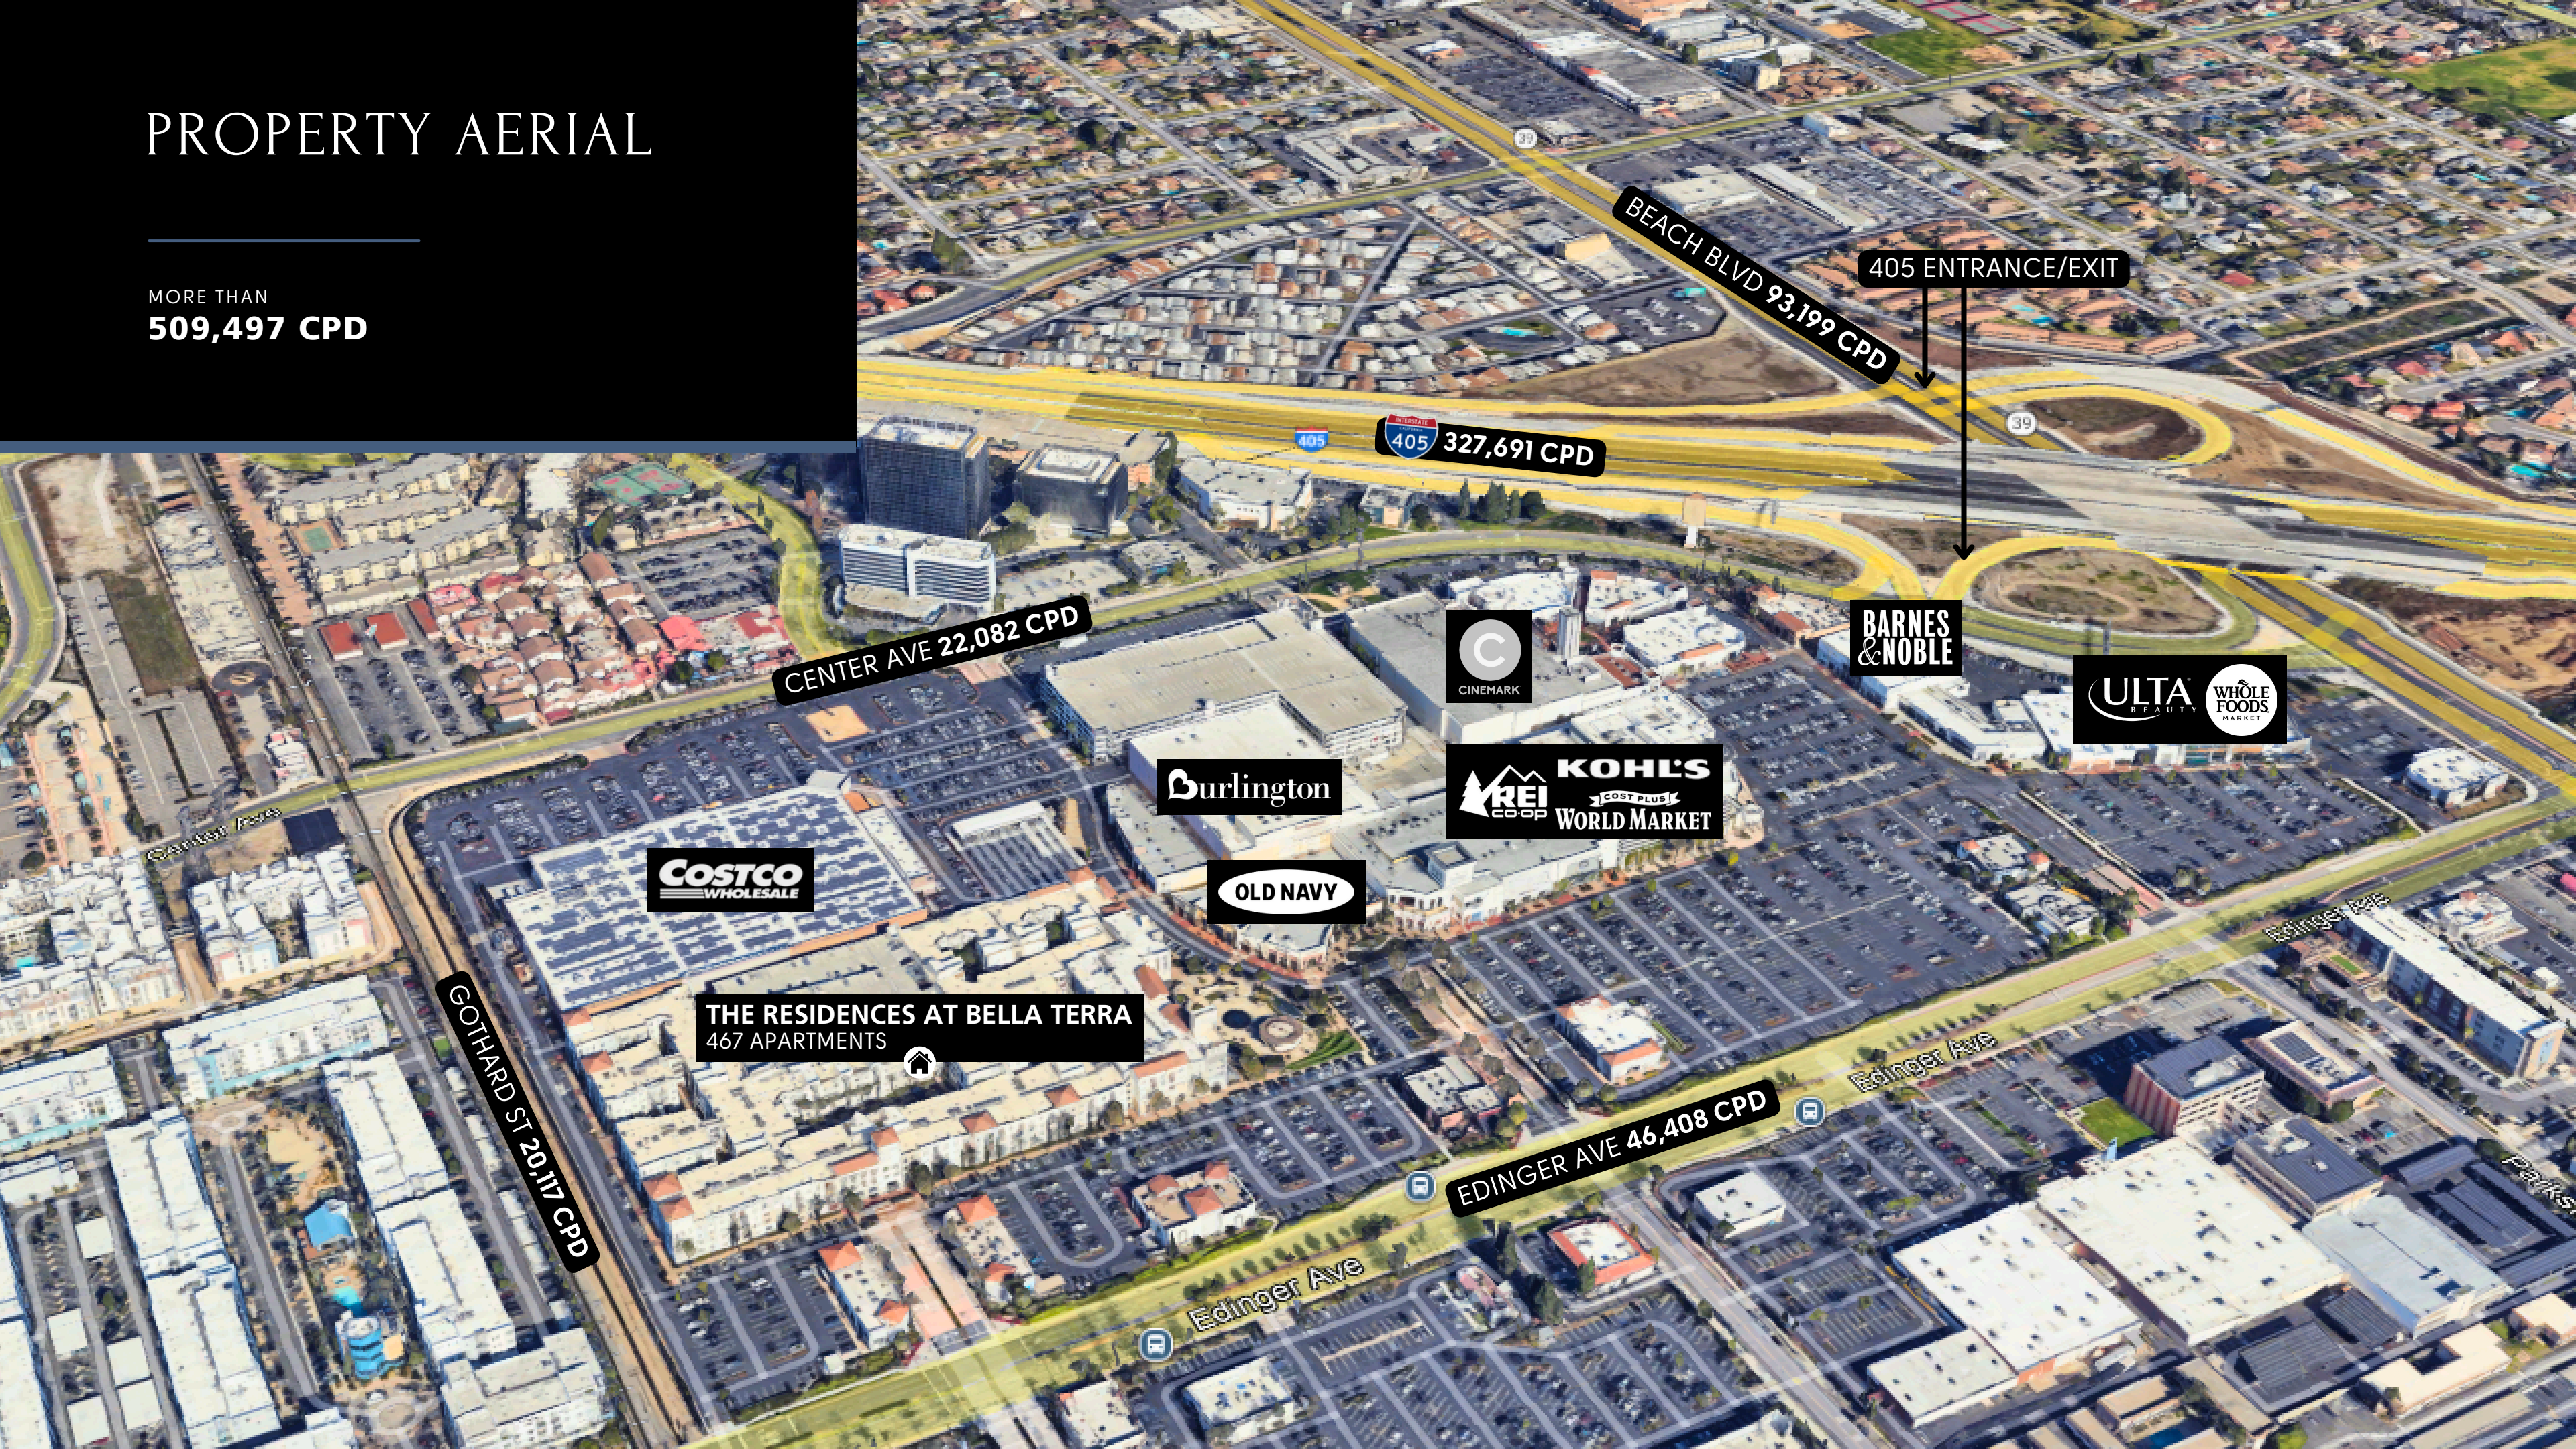 PROPERTY AERIAL
MORE THAN
509,497 CPD
39
BEACH BLVD 93,199 CPD
405 ENTRANCE/EXIT
39
405
INTERSTATE
CALIFORNIA
405
327,691 CPD
CENTER AVE 22,082 CPD
C
CINEMARK
BARNES
&NOBLE
ULTA
BEAUTY
WHOLE
FOODS
MARKET
Burlington
REI
CO·OP
KOHL'S
COST PLUS
WORLD MARKET
Center Ave
COSTCO
WHOLESALE
OLD NAVY
Edinger Ave
THE RESIDENCES AT BELLA TERRA
467 APARTMENTS
GOTHARD ST 20,117 CPD
Edinger Ave
EDINGER AVE 46,408 CPD
Edinger Ave